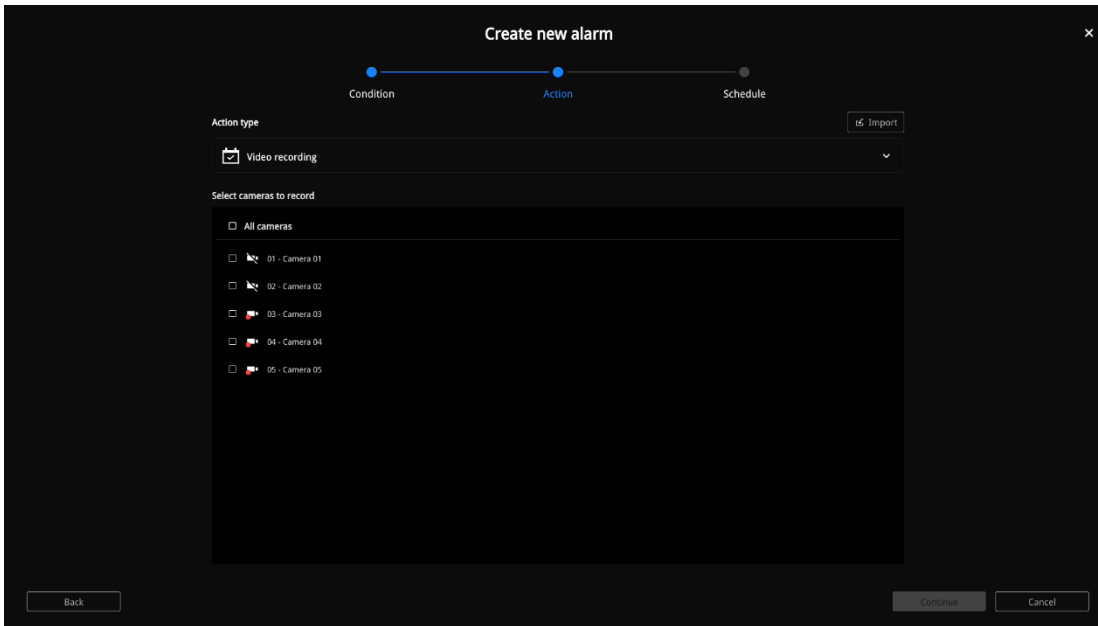 Create new alarm
Condition
Action
Schedule
Action type
Import
Video recording
Select cameras to record
All cameras
01 - Camera 01
02 - Camera 02
03 - Camera 03
04 - Camera 04
05 - Camera 05
Back
Continue
Cancel